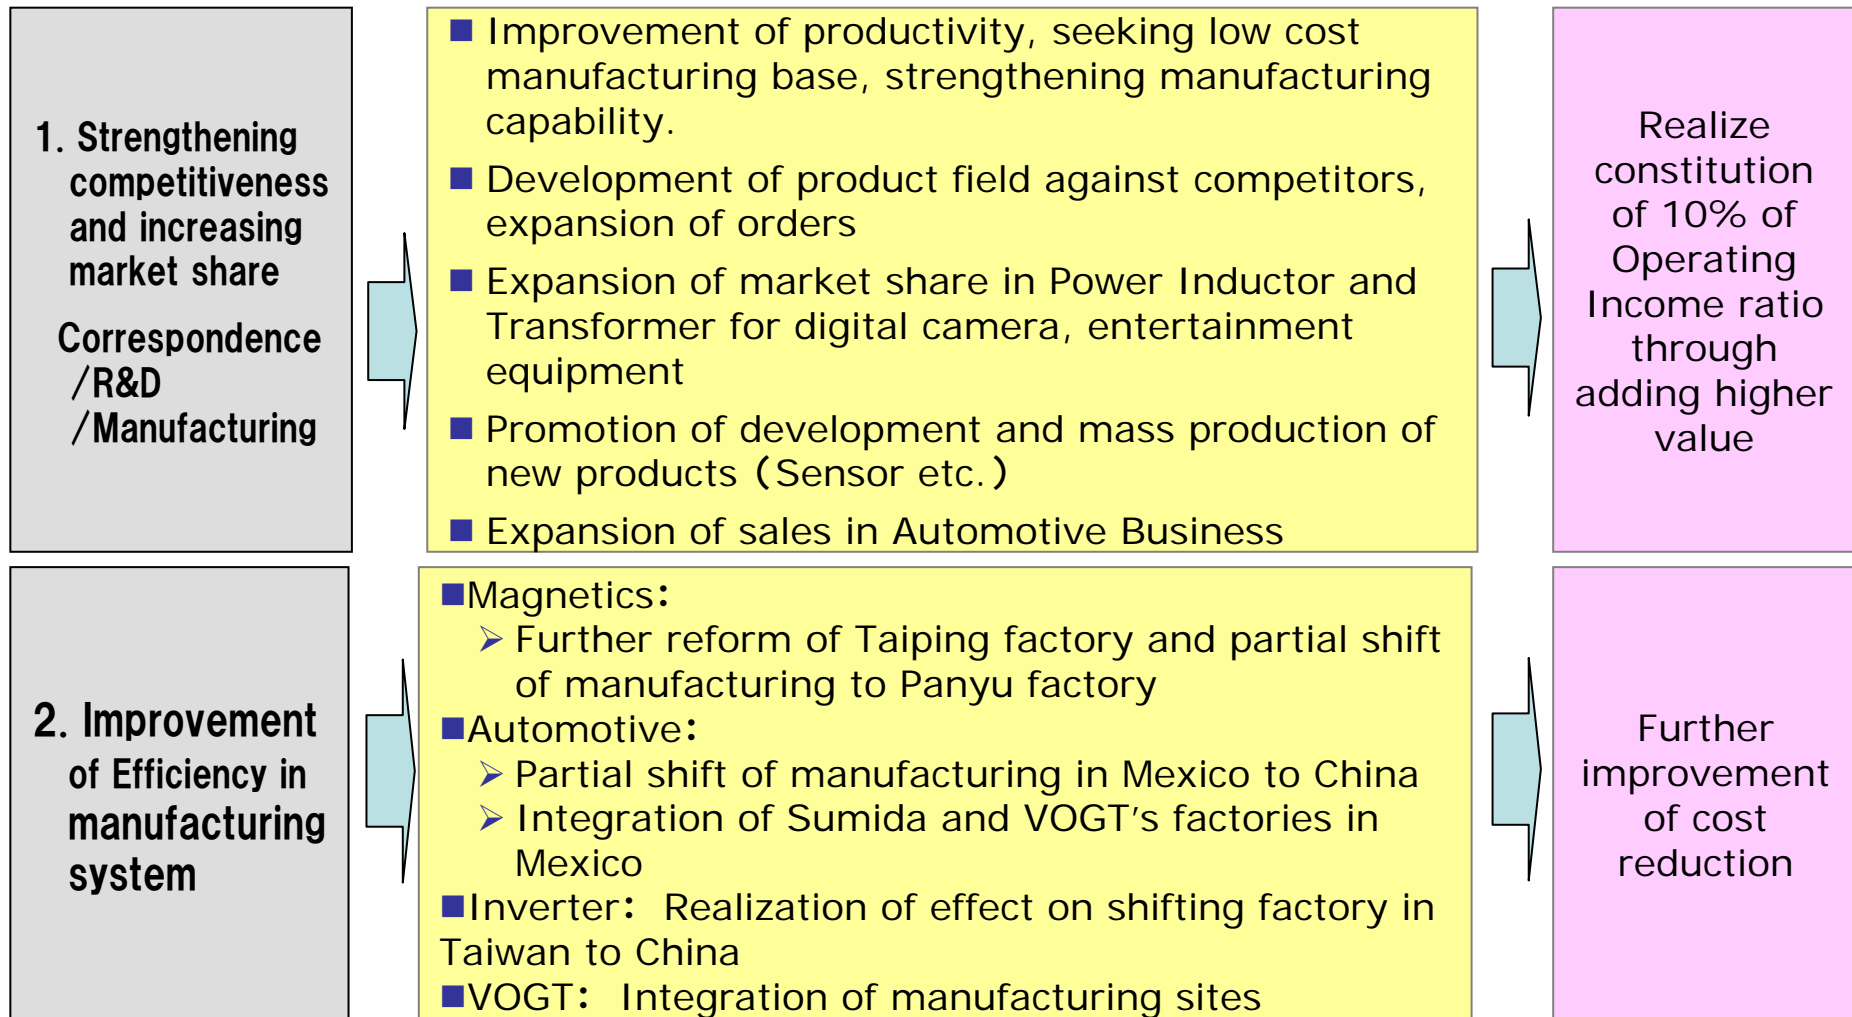 1. Strengthening
competitiveness
and increasing
market share
Correspondence
/R&D
/Manufacturing
■ Improvement of productivity, seeking low cost
manufacturing base, strengthening manufacturing
capability.
■ Development of product field against competitors,
expansion of orders
■ Expansion of market share in Power Inductor and
Transformer for digital camera, entertainment
equipment
■ Promotion of development and mass production of
new products (Sensor etc.)
■ Expansion of sales in Automotive Business
Realize
constitution
of 10% of
Operating
Income ratio
through
adding higher
value
2. Improvement
of Efficiency in
manufacturing
system
■Magnetics:
➢ Further reform of Taiping factory and partial shift
of manufacturing to Panyu factory
■Automotive:
➢ Partial shift of manufacturing in Mexico to China
➢ Integration of Sumida and VOGT’s factories in
Mexico
■Inverter: Realization of effect on shifting factory in
Taiwan to China
■VOGT: Integration of manufacturing sites
Further
improvement
of cost
reduction